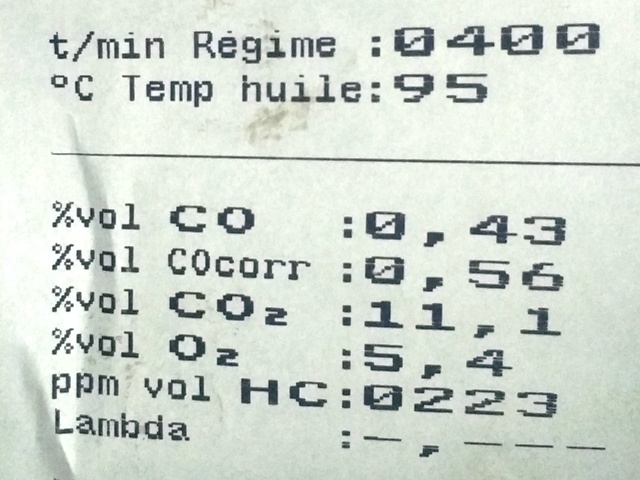 t/min Régime :0400
°C Temp huile:95
%vol CO :0,43
%vol COcorr :0,56
%vol CO₂ :11,1
%vol O₂ :5,4
ppm vol HC:0223
Lambda :-,---